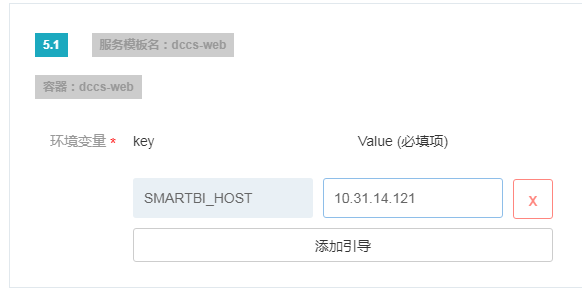 5.1 服务模板名：dccs-web
容器：dccs-web
环境变量 * key Value (必填项)
SMARTBI_HOST 10.31.14.121 X
添加引导